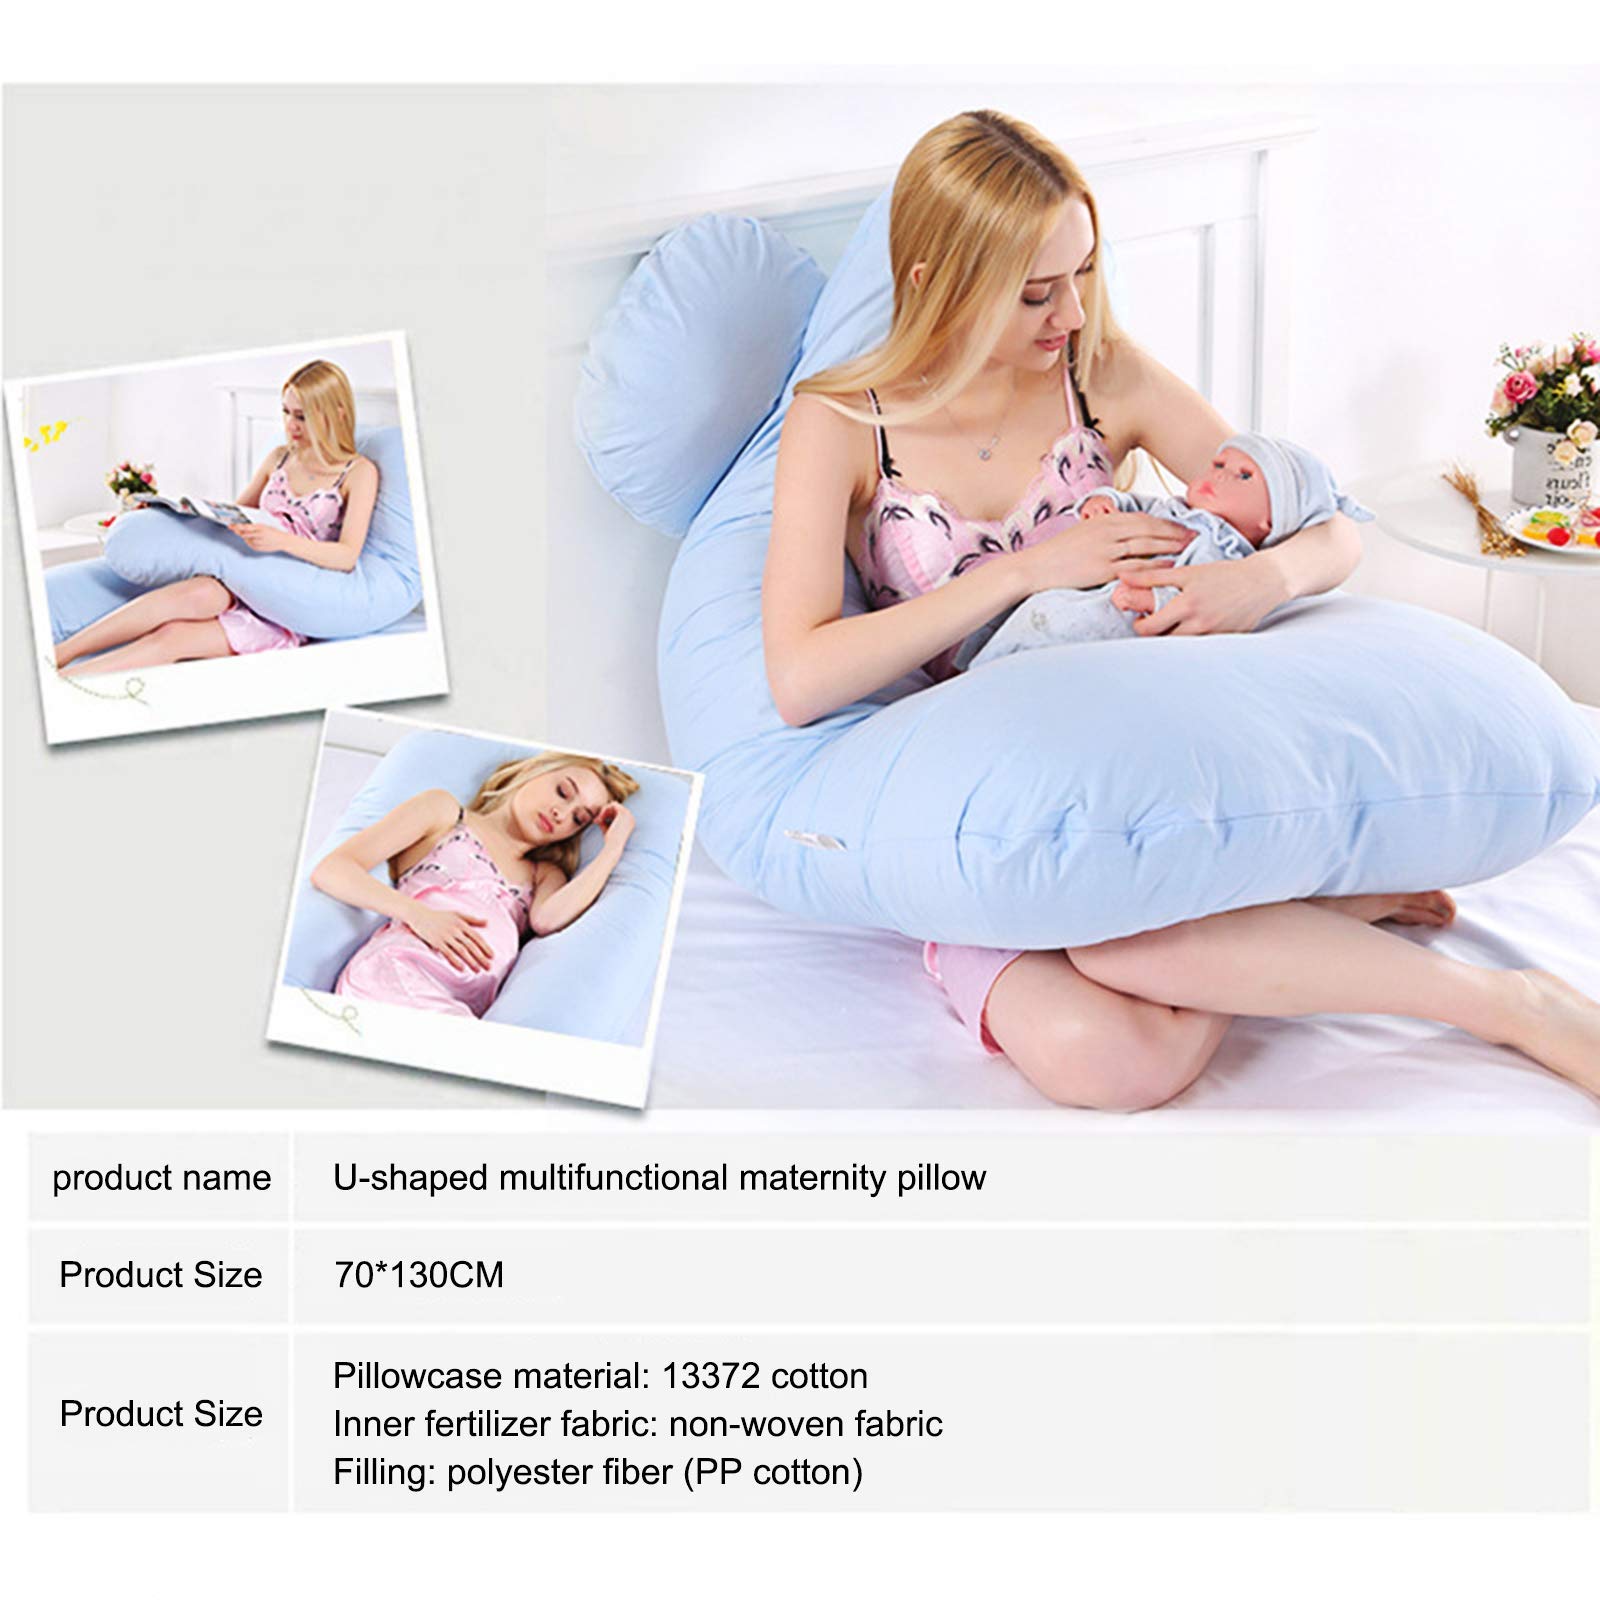 product name
U-shaped multifunctional maternity pillow
Product Size
70*130CM
Product Size
Pillowcase material: 13372 cotton
Inner fertilizer fabric: non-woven fabric
Filling: polyester fiber (PP cotton)